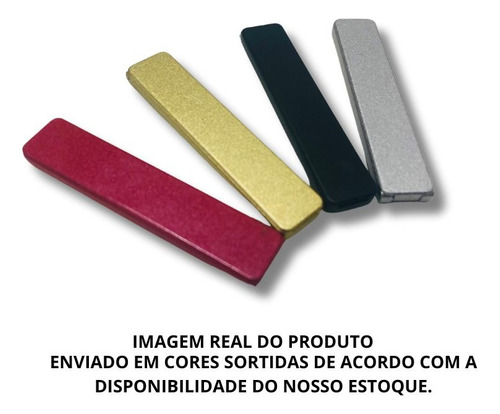 IMAGEM REAL DO PRODUTO
ENVIADO EM CORES SORTIDAS DE ACORDO COM A
DISPONIBILIDADE DO NOSSO ESTOQUE.